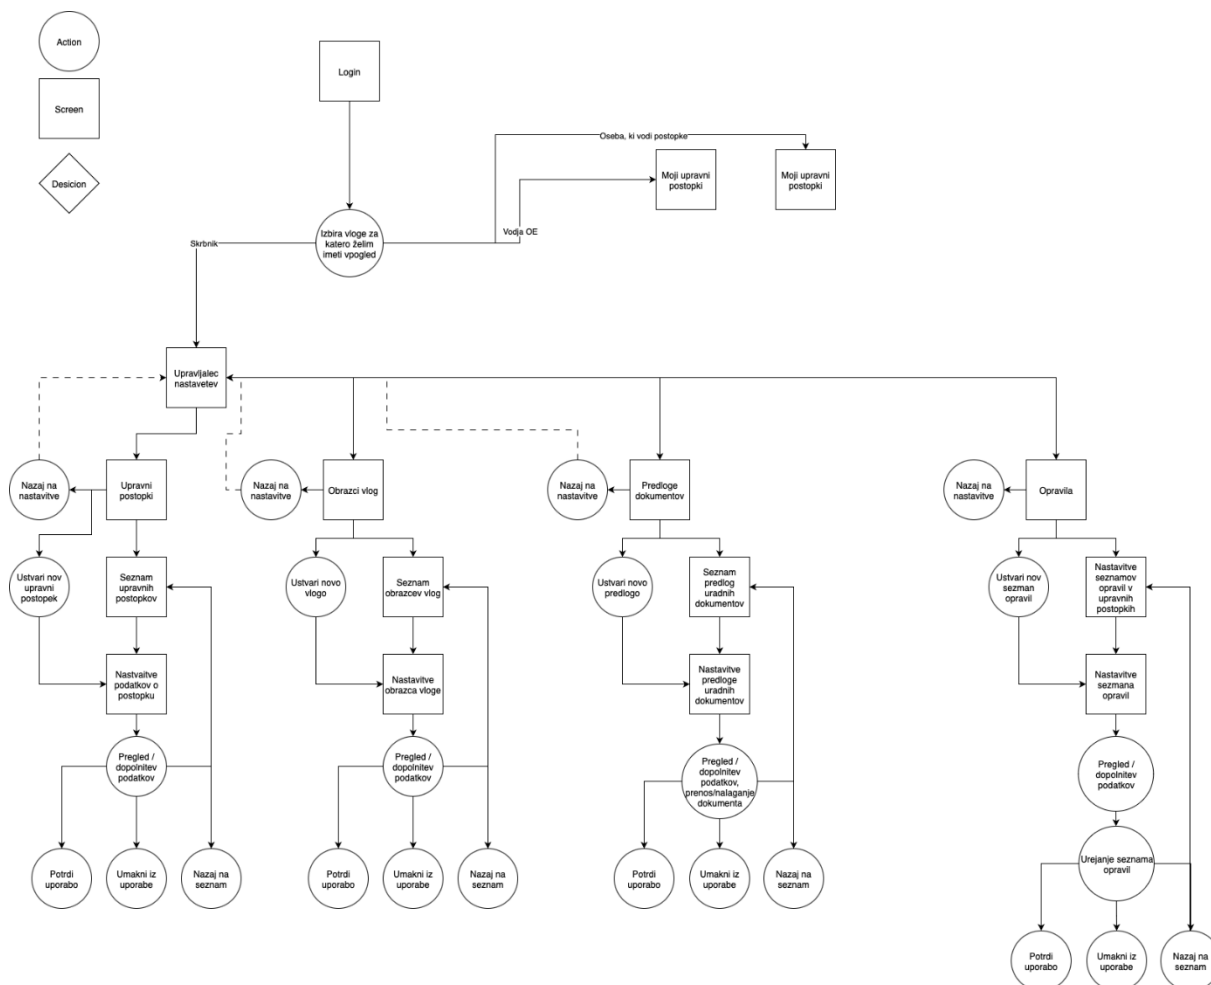 Action
Screen
Desicion
Login
Oseba, ki vodi postopke
Moji upravni
postopki
Moji upravni
postopki
Izbira vloge za
katero želim
imeti vpogled
Vodja OE
Skrbnik
Upravljalec
nastavetev
Nazaj na
nastavitve
Upravni
postopki
Nazaj na
nastavitve
Obrazci vlog
Nazaj na
nastavitve
Predloge
dokumentov
Nazaj na
nastavitve
Opravila
Ustvari nov
upravni
postopek
Seznam
upravnih
postopkov
Ustvari novo
vlogo
Seznam
obrazcev vlog
Ustvari novo
predlogo
Seznam
predlog
uradnih
dokumentov
Ustvari nov
sezman
opravil
Nastavitve
seznamov
opravil v
upravnih
postopkih
Nastvaitve
podatkov o
postopku
Nastavitve
obrazca vloge
Nastavitve
predloge
uradnih
dokumentov
Nastavitve
sezmana
opravil
Pregled /
dopolnitev
podatkov
Pregled /
dopolnitev
podatkov
Pregled /
dopolnitev
podatkov,
prenos/nalaganje
dokumenta
Pregled /
dopolnitev
podatkov
Urejanje seznama
opravil
Potrdi
uporabo
Umakni iz
uporabe
Nazaj na
seznam
Potrdi
uporabo
Umakni iz
uporabe
Nazaj na
seznam
Potrdi
uporabo
Umakni iz
uporabe
Nazaj na
seznam
Potrdi
uporabo
Umakni iz
uporabe
Nazaj na
seznam